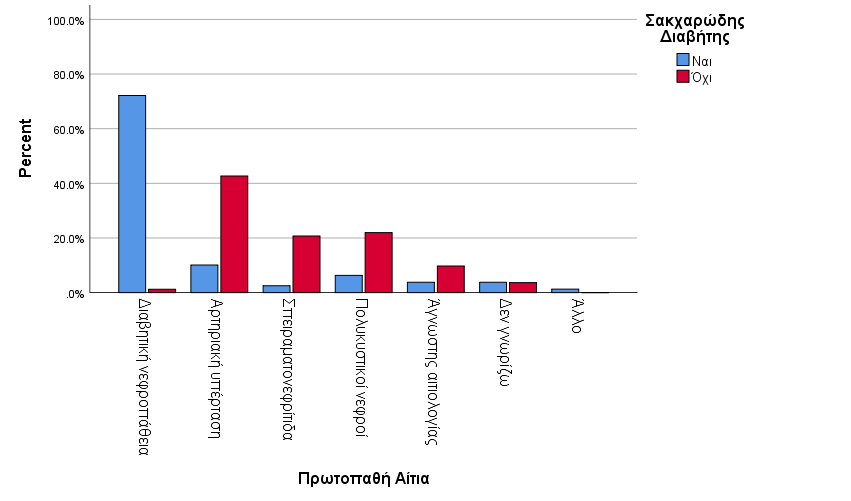 100.0%
80.0%
60.0%
40.0%
20.0%
.0%
Percent
Διαβητική νεφροπάθεια
Αρτηριακή υπέρταση
Σπειραματονεφρίτιδα
Πολυκυστικοί νεφροί
Άγνωστης αιτιολογίας
Δεν γνωρίζω
Άλλο
Πρωτοπαθή Αίτια
Σακχαρώδης
Διαβήτης
Ναι
Όχι